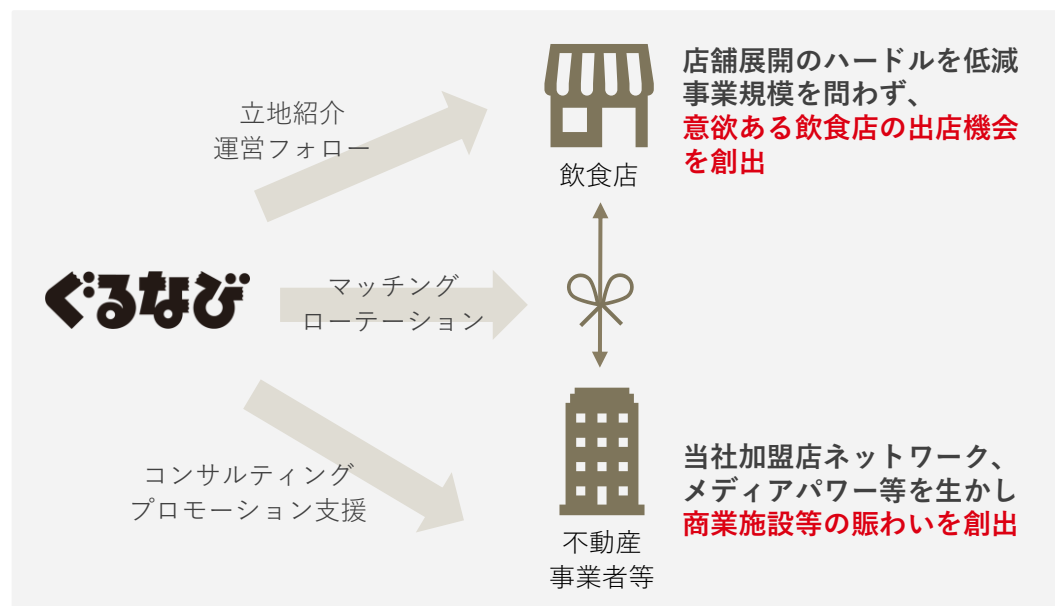 立地紹介
運営フォロー
飲食店
店舗展開のハードルを低減
事業規模を問わず、
意欲ある飲食店の出店機会
を創出
ぐるなび
マッチング
ローテーション
コンサルティング
プロモーション支援
不動産
事業者等
当社加盟店ネットワーク、
メディアパワー等を生かし
商業施設等の賑わいを創出